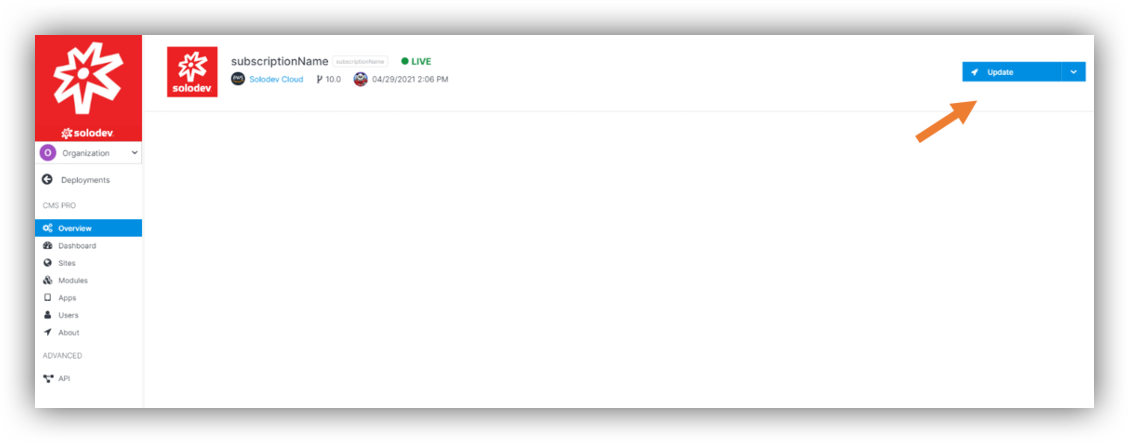 solodev
Organization
Deployments
CMS PRO
Overview
Dashboard
Sites
Modules
Apps
Users
About
ADVANCED
API
solodev
subscriptionName subscriptionName LIVE
aws Solodev Cloud 10.0 04/29/2021 2:06 PM
Update